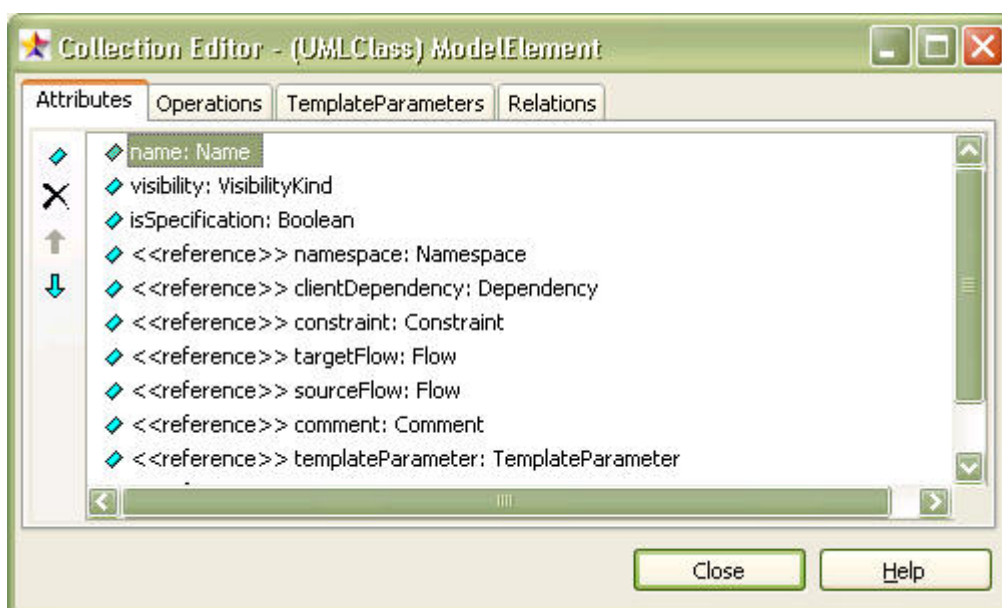 Collection Editor - (UMLClass) ModelElement
Attributes Operations TemplateParameters Relations
name: Name
visibility: VisibilityKind
isSpecification: Boolean
<<reference>> namespace: Namespace
<<reference>> clientDependency: Dependency
<<reference>> constraint: Constraint
<<reference>> targetFlow: Flow
<<reference>> sourceFlow: Flow
<<reference>> comment: Comment
<<reference>> templateParameter: TemplateParameter
Close Help